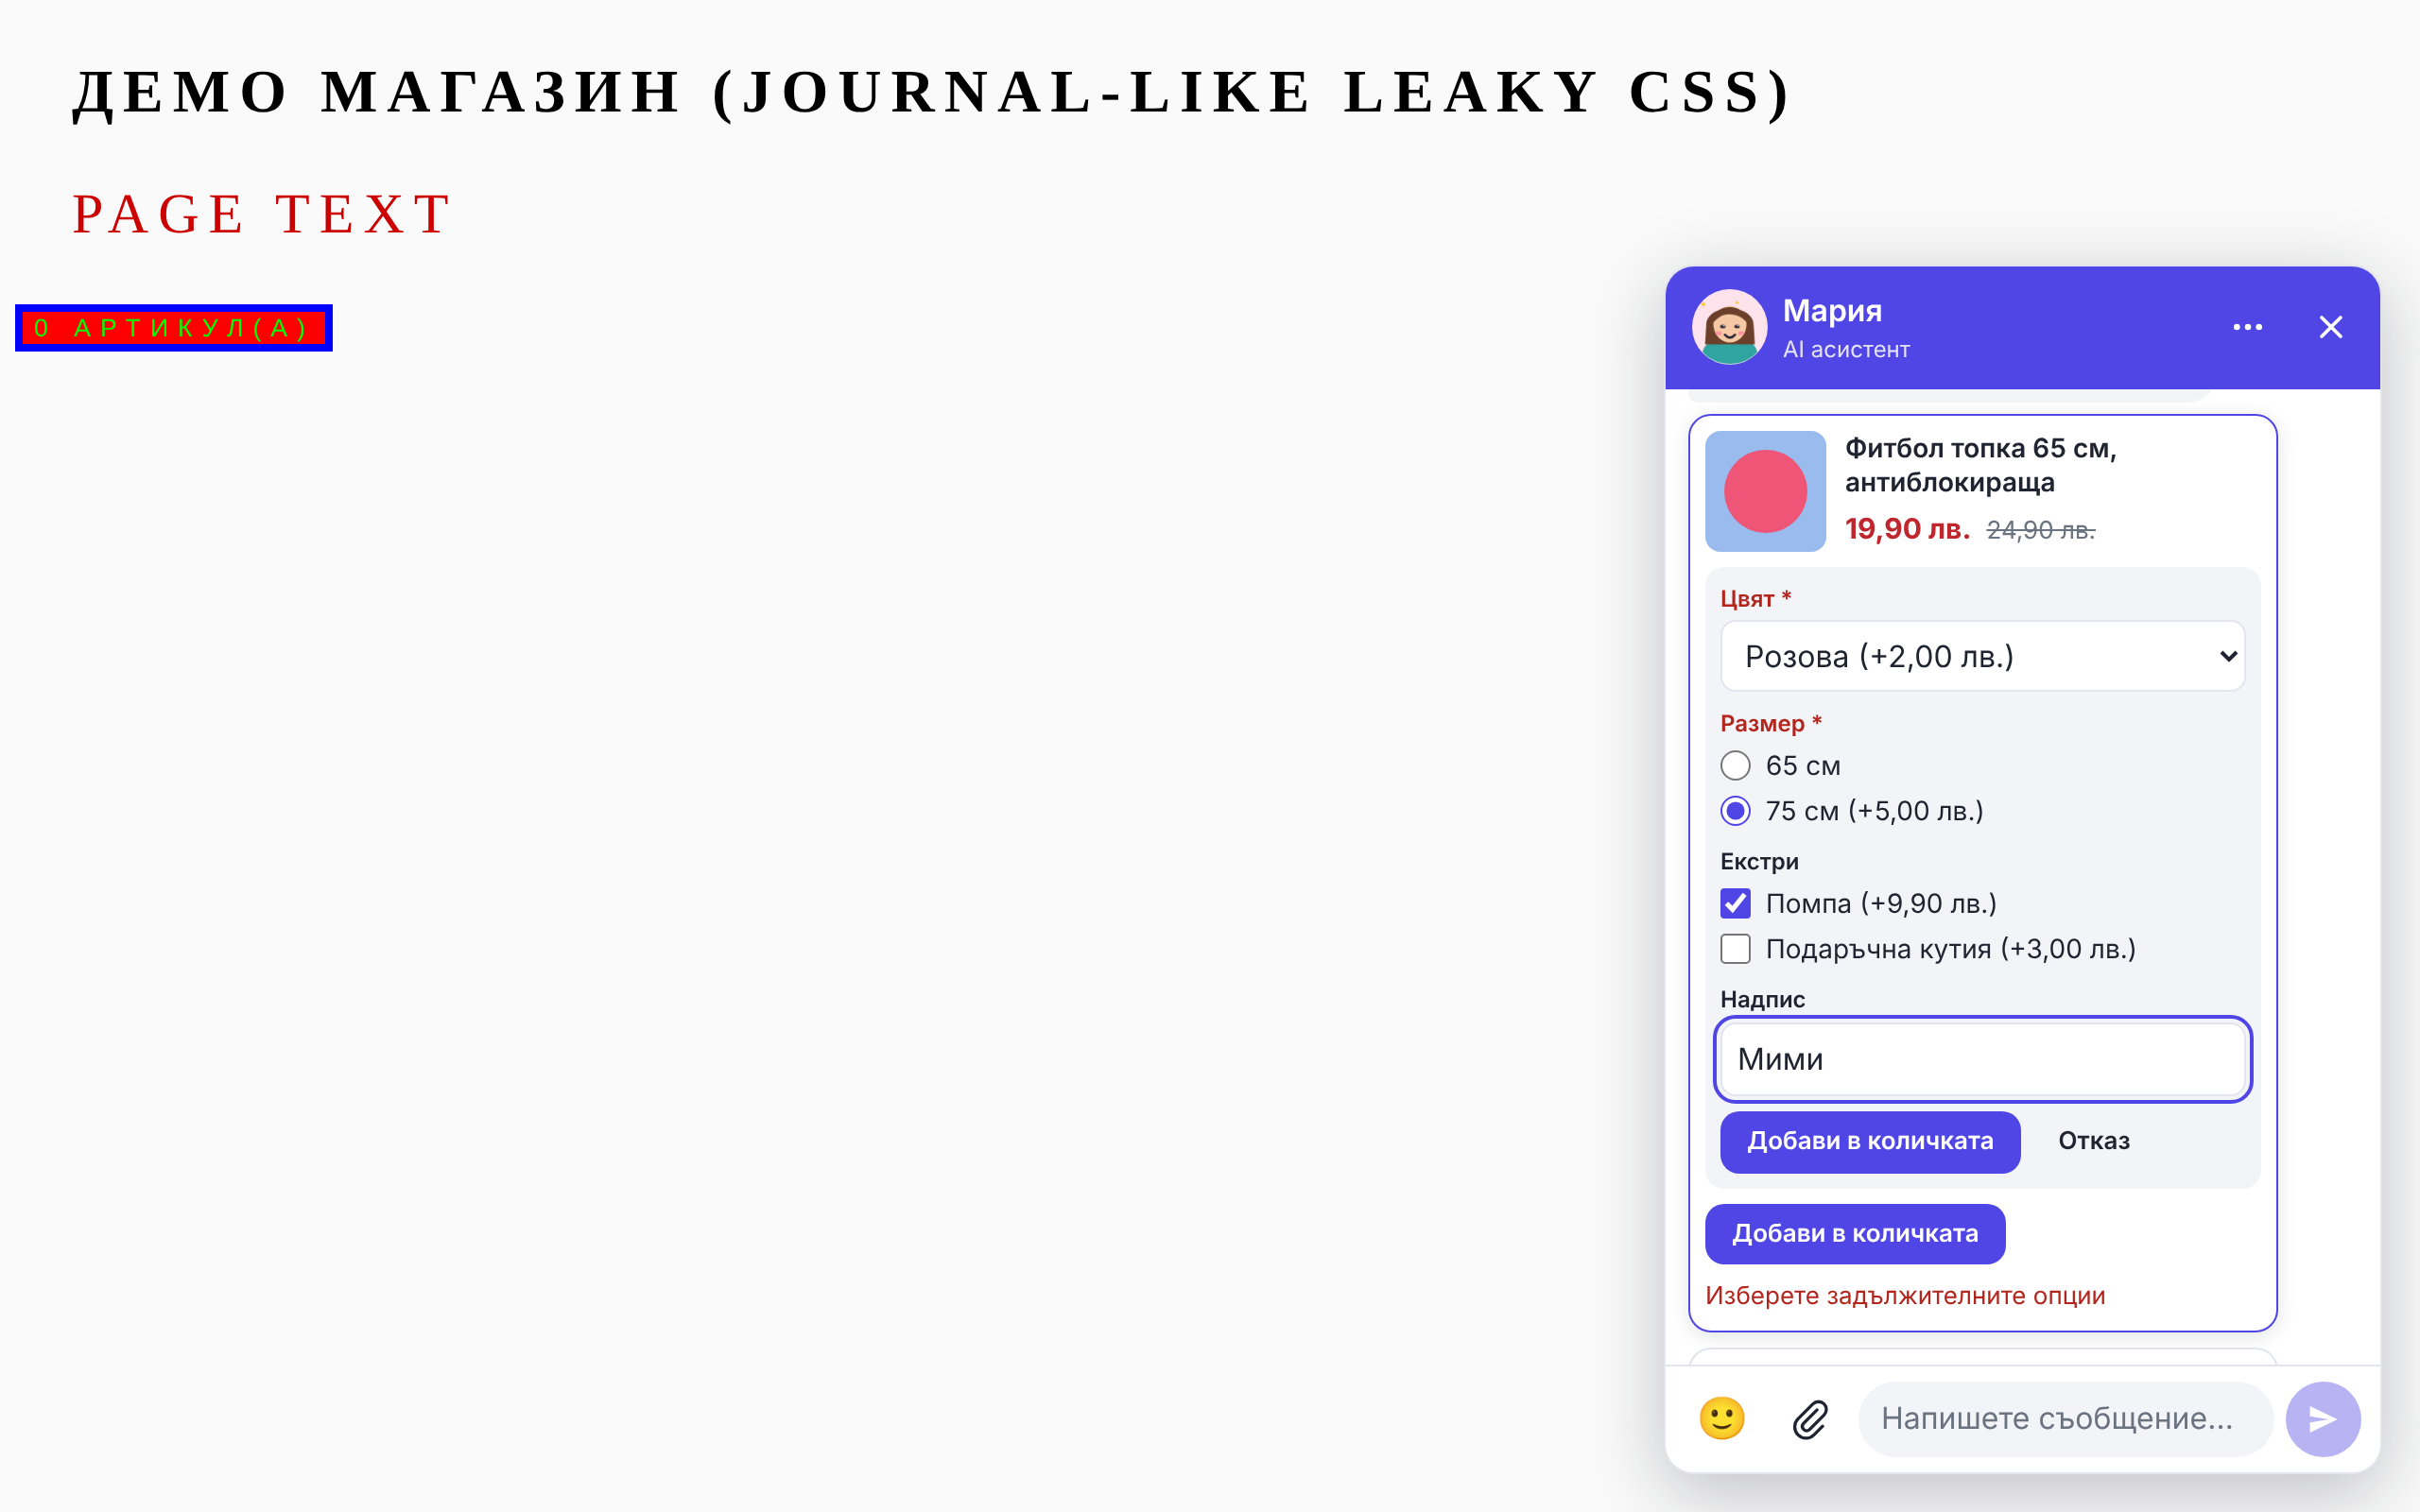 ДЕМО МАГАЗИН (JOURNAL-LIKE LEAKY CSS)
PAGE TEXT
0 АРТИКУЛ(А)
Мария
AI асистент
Фитбол топка 65 см,
антиблокираща
19,90 лв. 24,90 лв.
Цвят *
Розова (+2,00 лв.)
Размер *
65 см
75 см (+5,00 лв.)
Екстри
Помпа (+9,90 лв.)
Подаръчна кутия (+3,00 лв.)
Надпис
Мими
Добави в количката Отказ
Добави в количката
Изберете задължителните опции
Напишете съобщение...